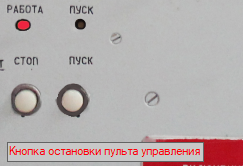 РАБОТА ПУСК
СТОП ПУСК
Кнопка остановки пульта управления